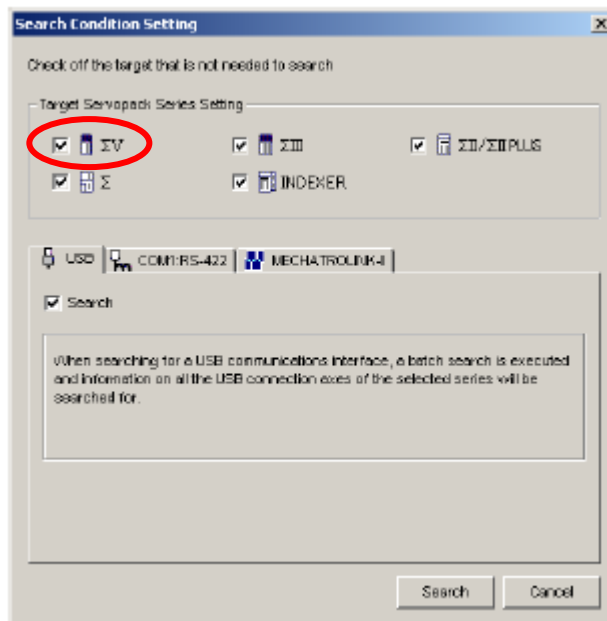 Search Condition Setting
Check off the target that is not needed to search
Target Servopack Series Setting
ΣV ΣIII ΣII/ΣII PLUS
Σ INDEXER
USB COM1:RS-422 MECHATROLINK-I
Search
When searching for a USB communications interface, a batch search is executed
and information on all the USB connection axes of the selected series will be
searched for.
Search Cancel